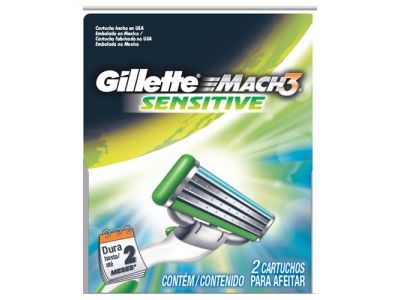 Cartucho hecho en USA
Embalado en Mexico /
Cartucho fabricado no USA
Embalado no Mexico
Gillette MACH3®
SENSITIVE
Dura
hasta/
até
2
MESES*
2 CARTUCHOS
CONTÉM/CONTENIDO PARA AFEITAR